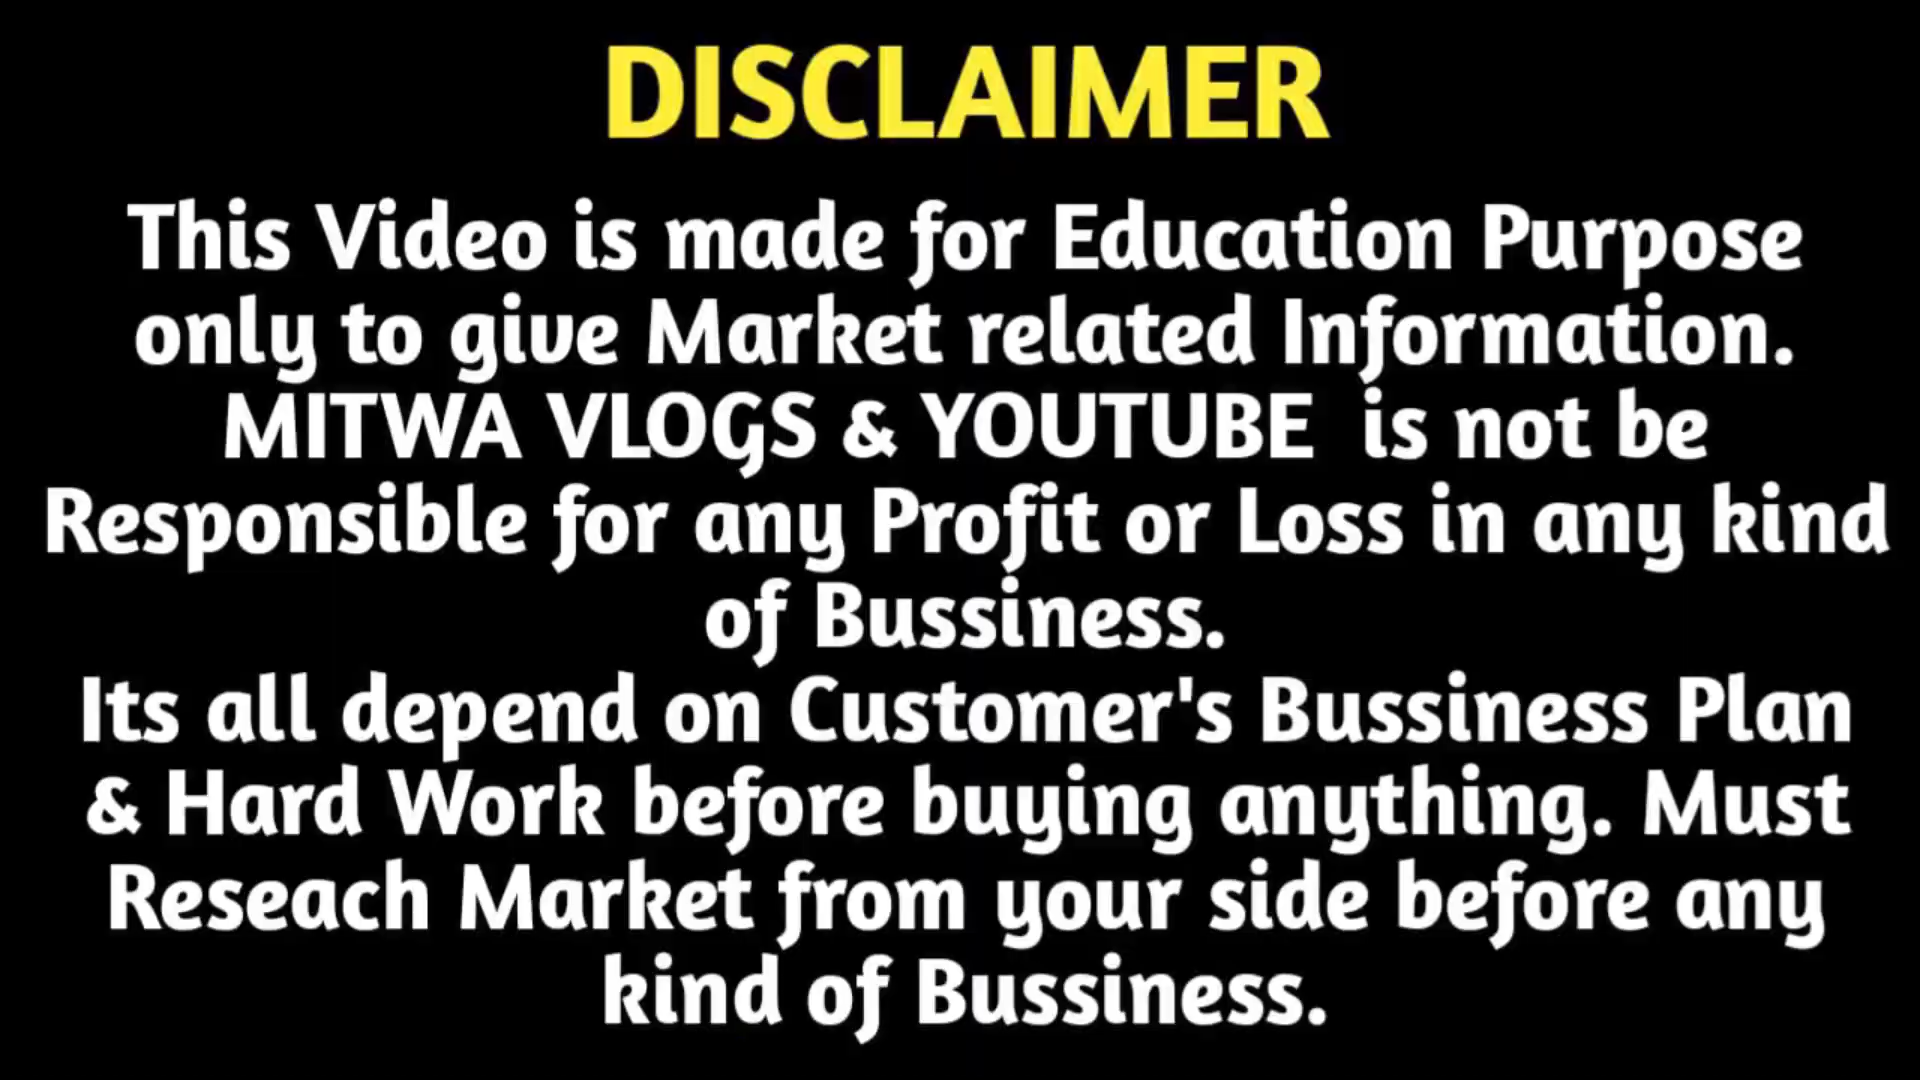 DISCLAIMER
This Video is made for Education Purpose
only to give Market related Information.
MITWA VLOGS & YOUTUBE is not be
Responsible for any Profit or Loss in any kind
of Bussiness.
Its all depend on Customer's Bussiness Plan
& Hard Work before buying anything. Must
Reseach Market from your side before any
kind of Bussiness.